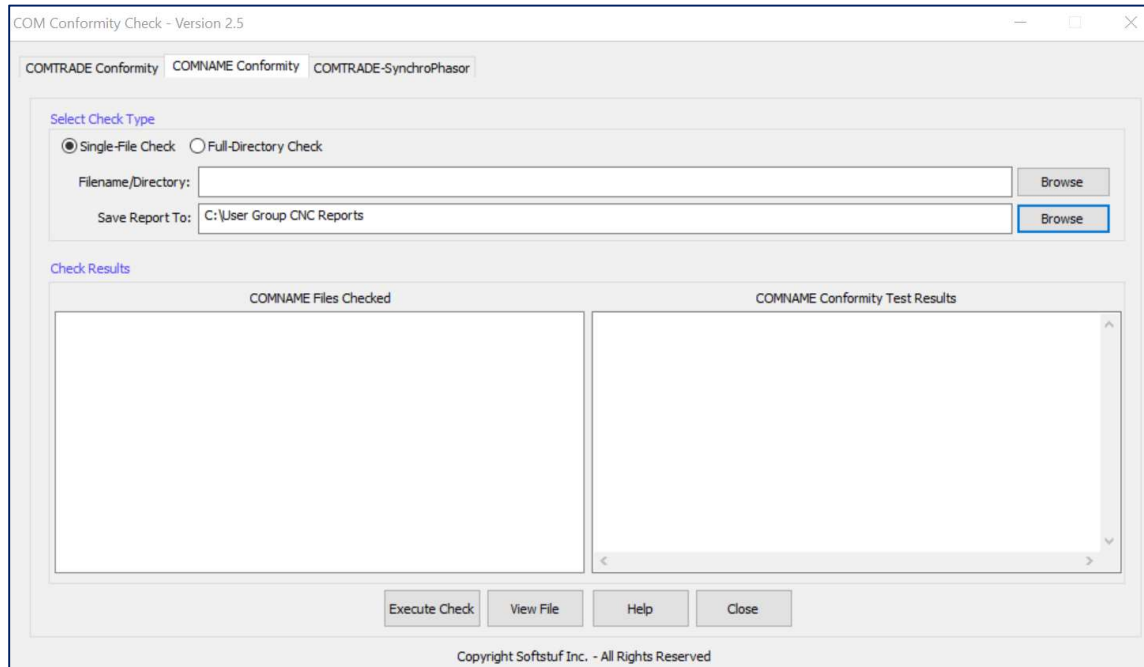 COM Conformity Check - Version 2.5
COMTRADE Conformity COMNAME Conformity COMTRADE-SynchroPhasor
Select Check Type
Single-File Check Full-Directory Check
Filename/Directory: Browse
Save Report To: C:\User Group CNC Reports Browse
Check Results
COMNAME Files Checked COMNAME Conformity Test Results
Execute Check View File Help Close
Copyright Softstuf Inc. - All Rights Reserved